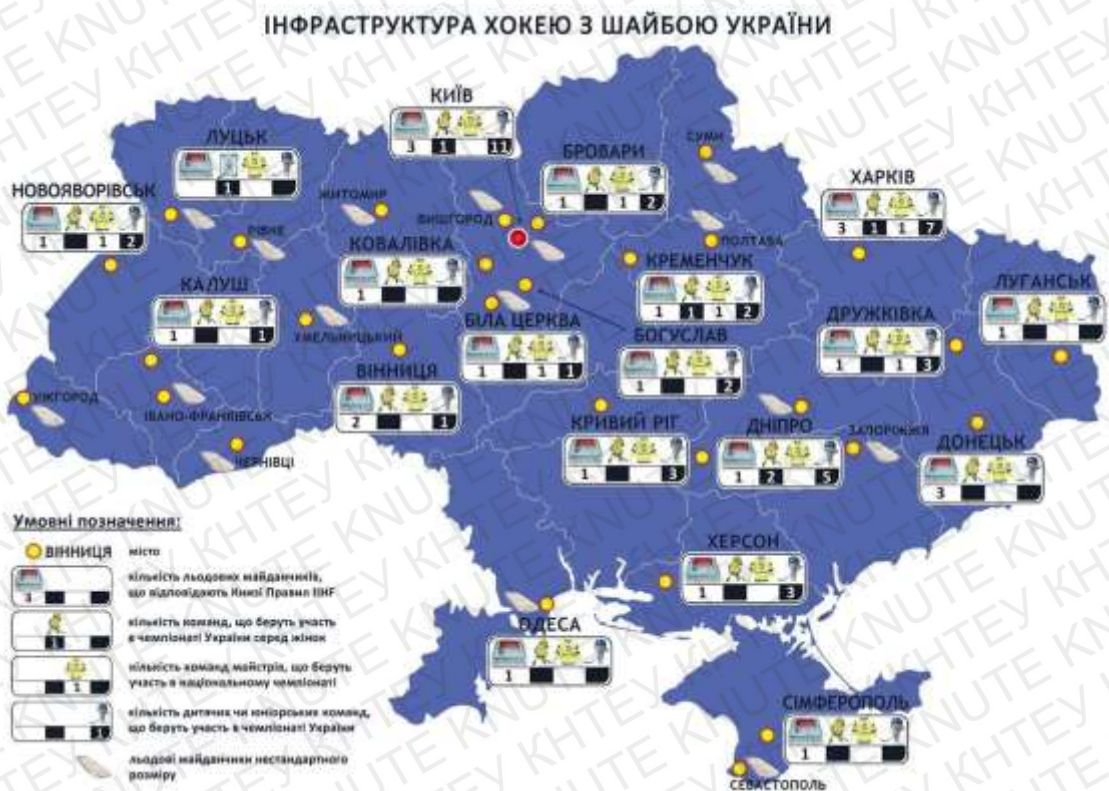 ІНФРАСТРУКТУРА ХОКЕЮ З ШАЙБОЮ УКРАЇНИ
КИЇВ
3 1 11
ЛУЦЬК
1
БРОВАРИ
1 1 2
СУМИ
ХАРКІВ
3 1 1 7
НОВОЯВОРІВСЬК
1 1 2
ЖИТОМИР
ВИШГОРОД
РІВНЕ
ПОЛТАВА
КОВАЛІВКА
1
КРЕМЕНЧУК
1 1 1 2
КАЛУШ
1 1
ЛУГАНСЬК
1
ХМЕЛЬНИЦЬКИЙ
БІЛА ЦЕРКВА
1 1 1
БОГУСЛАВ
1 2
ДРУЖКІВКА
1 1 3
ВІННИЦЯ
2 1
УЖГОРОД
ІВАНО-ФРАНКІВСЬК
КРИВИЙ РІГ
1 3
ДНІПРО
1 2 5
ЗАПОРІЖЖЯ
ДОНЕЦЬК
3
ЧЕРНІВЦІ
ХЕРСОН
1 3
ОДЕСА
1
СІМФЕРОПОЛЬ
1
СЕВАСТОПОЛЬ
Умовні позначення:
ВІННИЦЯ місто
3
кількість льодових майданчиків,
що відповідають Книзі Правил ІІНF
1
кількість команд, що беруть участь
в чемпіонаті України серед жінок
1
кількість команд майстрів, що беруть
участь в національному чемпіонаті
1
кількість дитячих чи юніорських команд,
що беруть участь в чемпіонаті України
льодові майданчики нестандартного
розміру